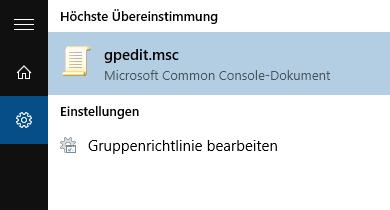 Höchste Übereinstimmung
gpedit.msc
Microsoft Common Console-Dokument
Einstellungen
Gruppenrichtlinie bearbeiten